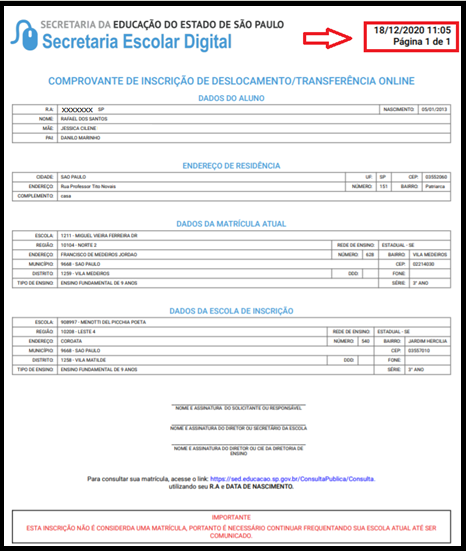 SECRETARIA DA EDUCAÇÃO DO ESTADO DE SÃO PAULO
Secretaria Escolar Digital
18/12/2020 11:05
Página 1 de 1
COMPROVANTE DE INSCRIÇÃO DE DESLOCAMENTO/TRANSFERÊNCIA ONLINE
DADOS DO ALUNO
R.A: XXXXXXX SP NASCIMENTO 05/01/2013
NOME: RAFAEL DOS SANTOS
MÃE: JESSICA CILENE
PAI: DANILO MARINHO
ENDEREÇO DE RESIDÊNCIA
CIDADE: SAO PAULO UF: SP CEP: 03552060
ENDEREÇO: Rua Professor Tito Novais NÚMERO: 151 BAIRRO: Patriarca
COMPLEMENTO: casa
DADOS DA MATRÍCULA ATUAL
ESCOLA: 1211 - MIGUEL VIEIRA FERREIRA DR
REGIÃO: 10104 - NORTE 2 REDE DE ENSINO: ESTADUAL - SE
ENDEREÇO: FRANCISCO DE MEDEIROS JORDAO NÚMERO: 628 BAIRRO: VILA MEDEIROS
MUNICÍPIO: 9668 - SAO PAULO CEP: 02214030
DISTRITO: 1259 - VILA MEDEIROS DDD: FONE:
TIPO DE ENSINO: ENSINO FUNDAMENTAL DE 9 ANOS SÉRIE: 3° ANO
DADOS DA ESCOLA DE INSCRIÇÃO
ESCOLA: 908997 - MENOTTI DEL PICCHIA POETA
REGIÃO: 10208 - LESTE 4 REDE DE ENSINO: ESTADUAL - SE
ENDEREÇO: COROATA NÚMERO: 540 BAIRRO: JARDIM HERCILIA
MUNICÍPIO: 9668 - SAO PAULO CEP: 03557010
DISTRITO: 1258 - VILA MATILDE DDD: FONE:
TIPO DE ENSINO: ENSINO FUNDAMENTAL DE 9 ANOS SÉRIE: 3° ANO
NOME E ASSINATURA DO SOLICITANTE OU RESPONSÁVEL
NOME E ASSINATURA DO DIRETOR OU SECRETÁRIO DA ESCOLA
NOME E ASSINATURA DO DIRETOR OU CIE DA DIRETORIA DE
ENSINO
Para consultar sua matrícula, acesse o link: https://sed.educacao.sp.gov.br/ConsultaPublica/Consulta.
utilizando seu R.A e DATA DE NASCIMENTO.
IMPORTANTE
ESTA INSCRIÇÃO NÃO É CONSIDERDA UMA MATRÍCULA, PORTANTO É NECESSÁRIO CONTINUAR FREQUENTANDO SUA ESCOLA ATUAL ATÉ SER
COMUNICADO.